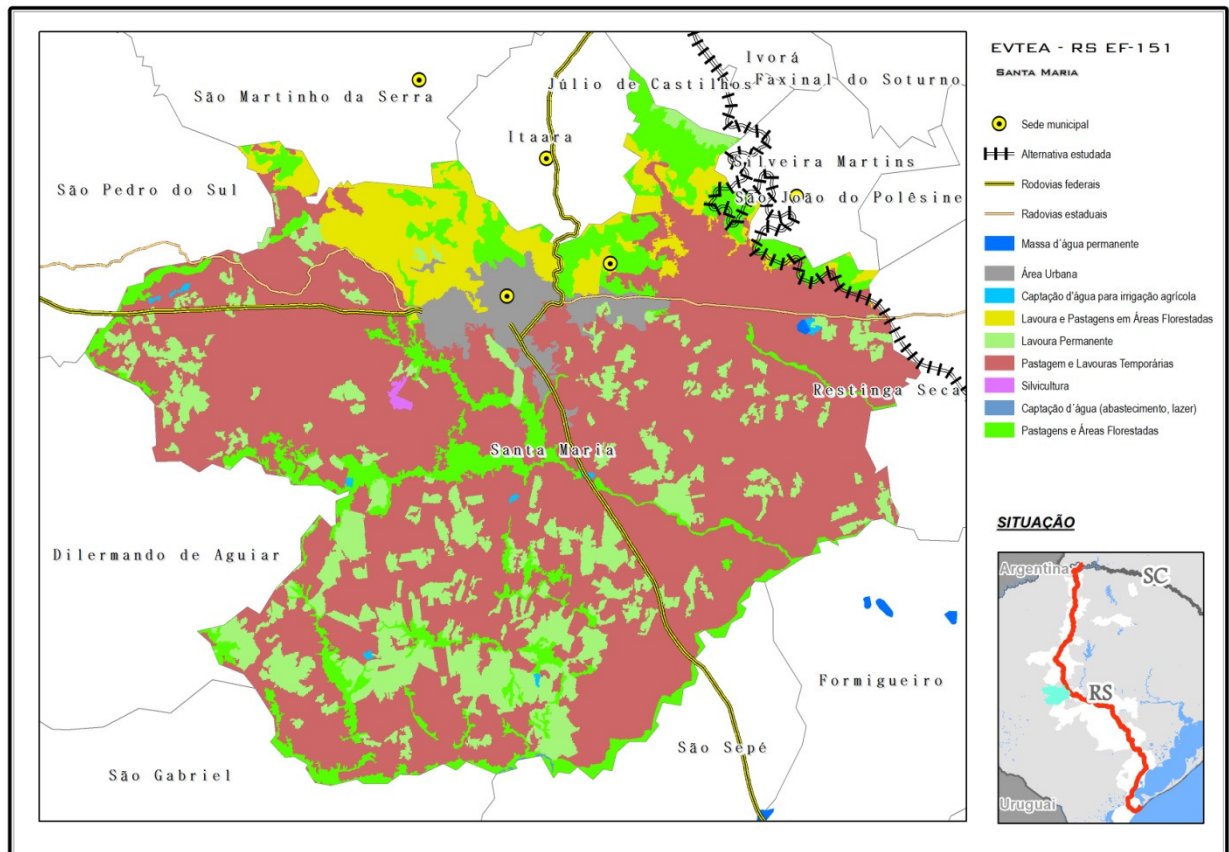 EVTEA - RS EF-151
SANTA MARIA
Sede municipal
Alternativa estudada
Rodovias federais
Radovias estaduais
Massa d´água permanente
Área Urbana
Captação d'água para irrigação agrícola
Lavoura e Pastagens em Áreas Florestadas
Lavoura Permanente
Pastagem e Lavouras Temporárias
Silvicultura
Captação d´água (abastecimento, lazer)
Pastagens e Áreas Florestadas
Ivorá
Júlio de Castilhos
Faxinal do Soturno
São Martinho da Serra
Itaara
Silveira Martins
São Pedro do Sul
São João do Polêsine
Restinga Seca
Santa Maria
Dilermando de Aguiar
Formigueiro
São Sepé
São Gabriel
SITUAÇÃO
Argentina
SC
RS
Uruguai